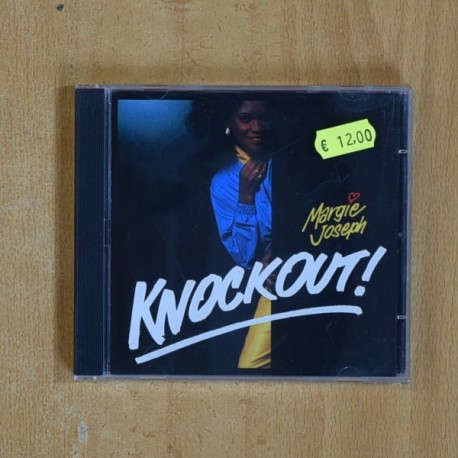 € 12.00
Margie
Joseph
KNOCKOUT!